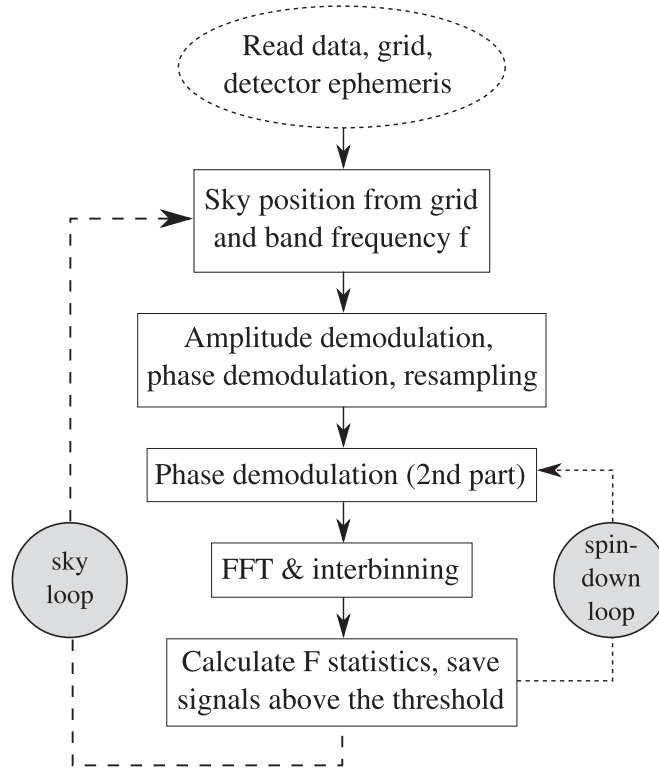 Read data, grid,
detector ephemeris
Sky position from grid
and band frequency f
Amplitude demodulation,
phase demodulation, resampling
Phase demodulation (2nd part)
FFT & interbinning
Calculate F statistics, save
signals above the threshold
sky
loop
spin-
down
loop